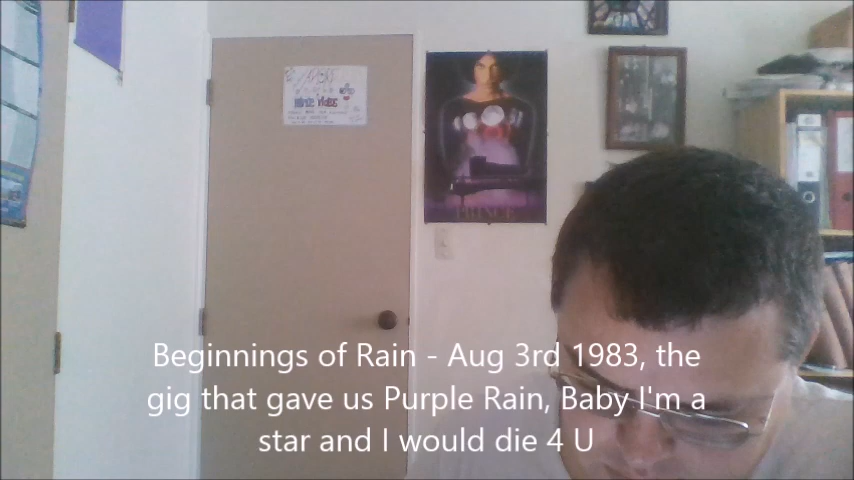 PRINCE
Beginnings of Rain - Aug 3rd 1983, the
gig that gave us Purple Rain, Baby I'm a
star and I would die 4 U